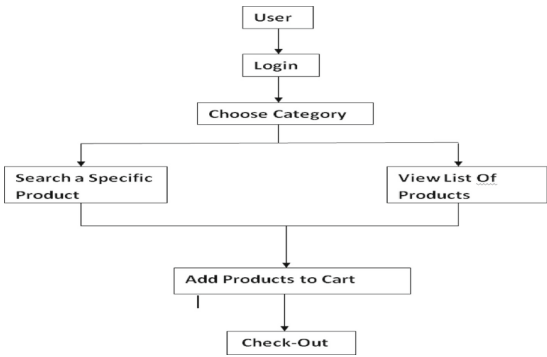 User
Login
Choose Category
Search a Specific
Product
View List Of
Products
Add Products to Cart
Check-Out